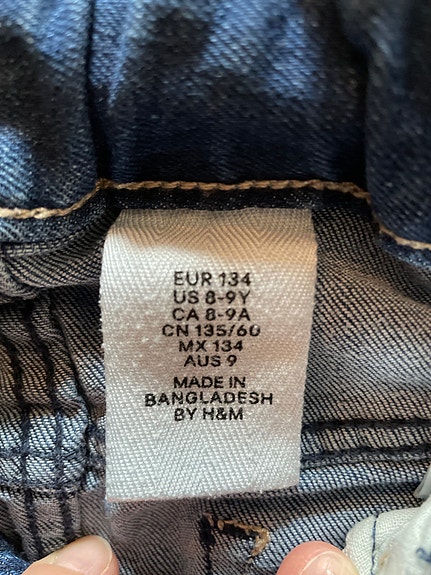 EUR 134
US 8-9Y
CA 8-9A
CN 135/60
MX 134
AUS 9
MADE IN
BANGLADESH
BY H&M